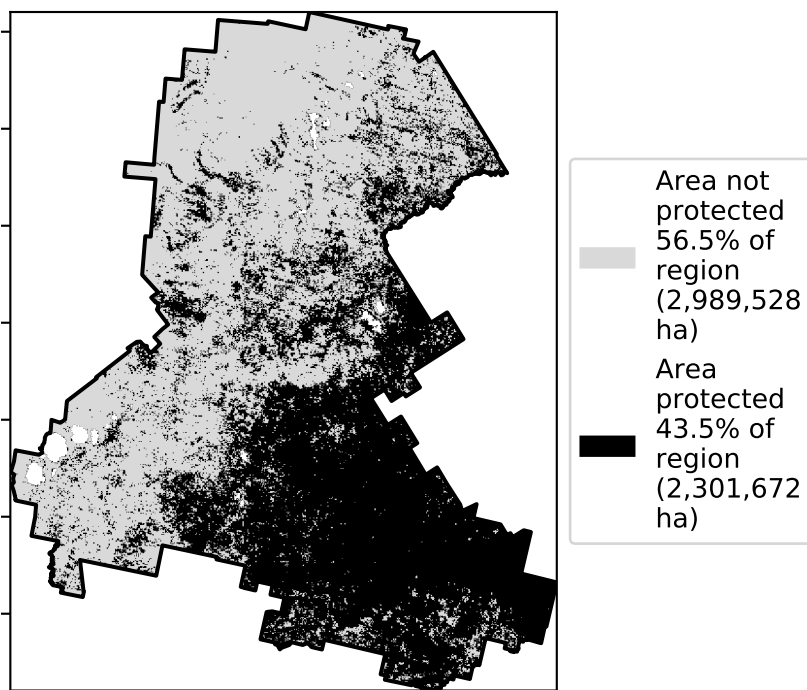 Area not
protected
56.5% of
region
(2,989,528
ha)
Area
protected
43.5% of
region
(2,301,672
ha)